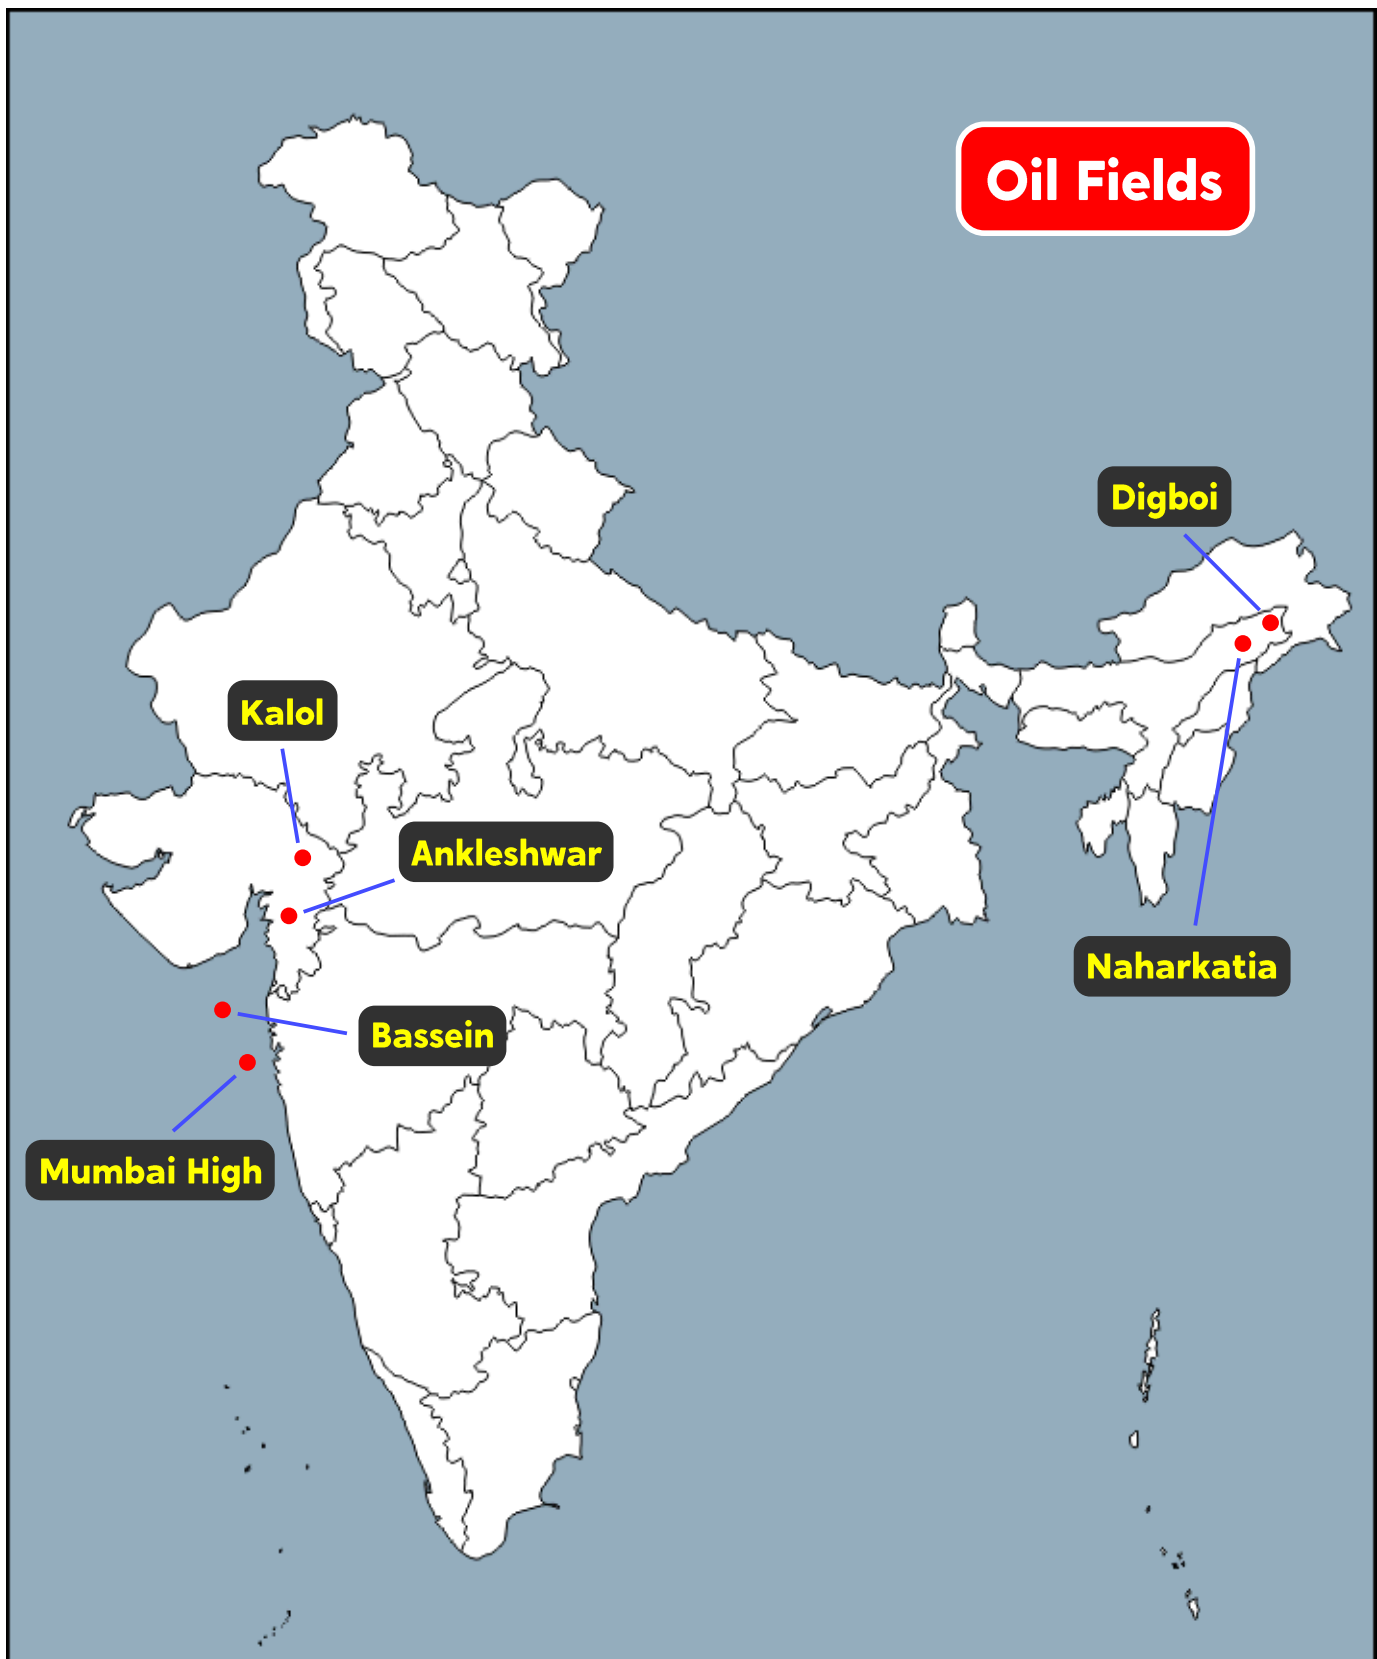 Oil Fields
Digboi
Kalol
Ankleshwar
Naharkatia
Bassein
Mumbai High